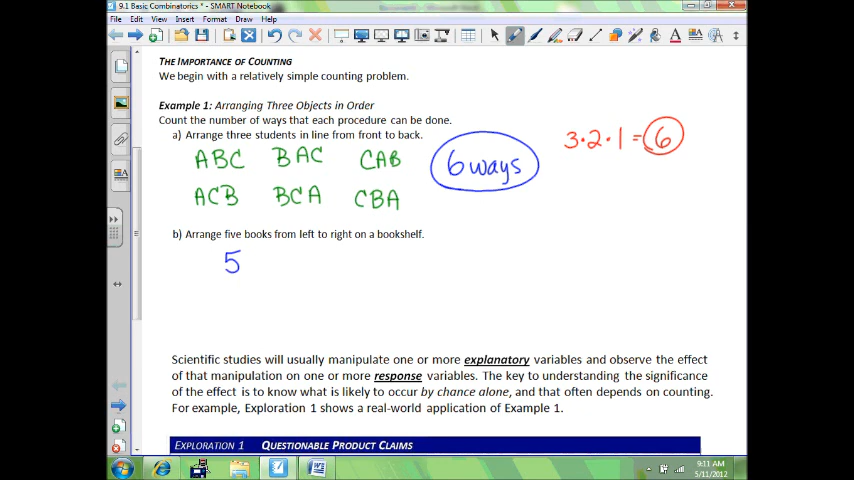 9.1 Basic Combinatorics * - SMART Notebook
File Edit View Insert Format Draw Help
THE IMPORTANCE OF COUNTING
We begin with a relatively simple counting problem.
Example 1: Arranging Three Objects in Order
Count the number of ways that each procedure can be done.
a) Arrange three students in line from front to back.
ABC BAC CAB
ACB BCA CBA
6 ways
3·2·1 = 6
b) Arrange five books from left to right on a bookshelf.
5
Scientific studies will usually manipulate one or more explanatory variables and observe the effect
of that manipulation on one or more response variables. The key to understanding the significance
of the effect is to know what is likely to occur by chance alone, and that often depends on counting.
For example, Exploration 1 shows a real-world application of Example 1.
EXPLORATION 1 QUESTIONABLE PRODUCT CLAIMS
9:11 AM
5/11/2012